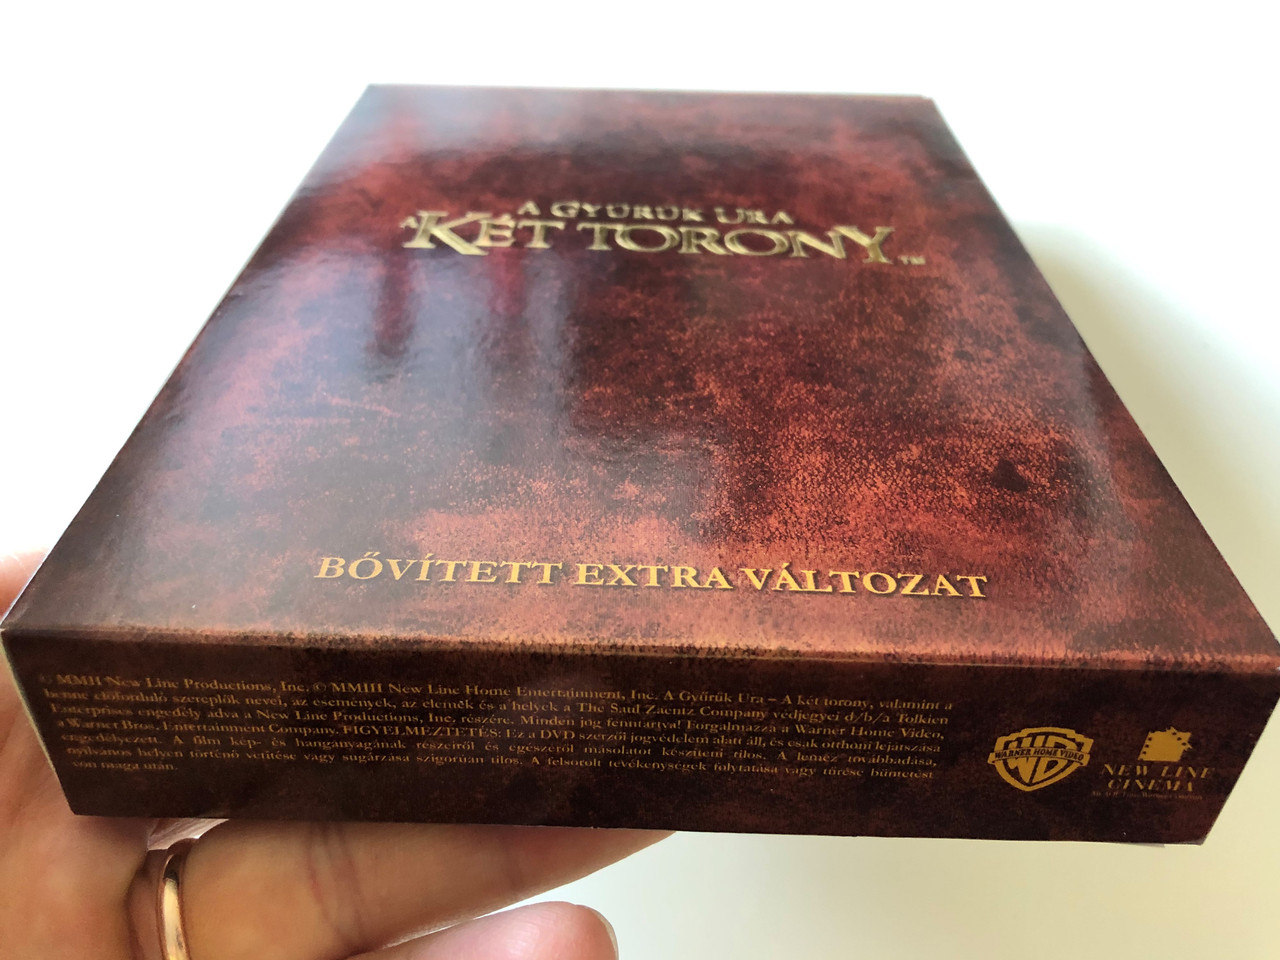 A GYŰRŰK URA
A KÉT TORONY™
BŐVÍTETT EXTRA VÁLTOZAT
© MMII New Line Productions, Inc. © MMIII New Line Home Entertainment, Inc. A Gyűrűk Ura – A két torony, valamint a
benne előforduló szereplők nevei, az események, az elemek és a helyek a The Saul Zaentz Company védjegyei d/b/a Tolkien
Enterprises engedély adva a New Line Productions, Inc. részére. Minden jog fenntartva! Forgalmazza a Warner Home Video,
a Warner Bros. Entertainment Company. FIGYELMEZTETÉS: Ez a DVD szerzői jogvédelem alatt áll, és csak otthoni lejátszásra
engedélyezett. A film kép- és hanganyagának részeiről és egészéről másolatot készíteni tilos. A lemez továbbadása,
nyilvános helyen történő vetítése vagy sugárzása szigorúan tilos. A felsorolt tevékenységek folytatása vagy tűrése büntetést
von maga után.
WARNER HOME VIDEO
NEW LINE
CINEMA